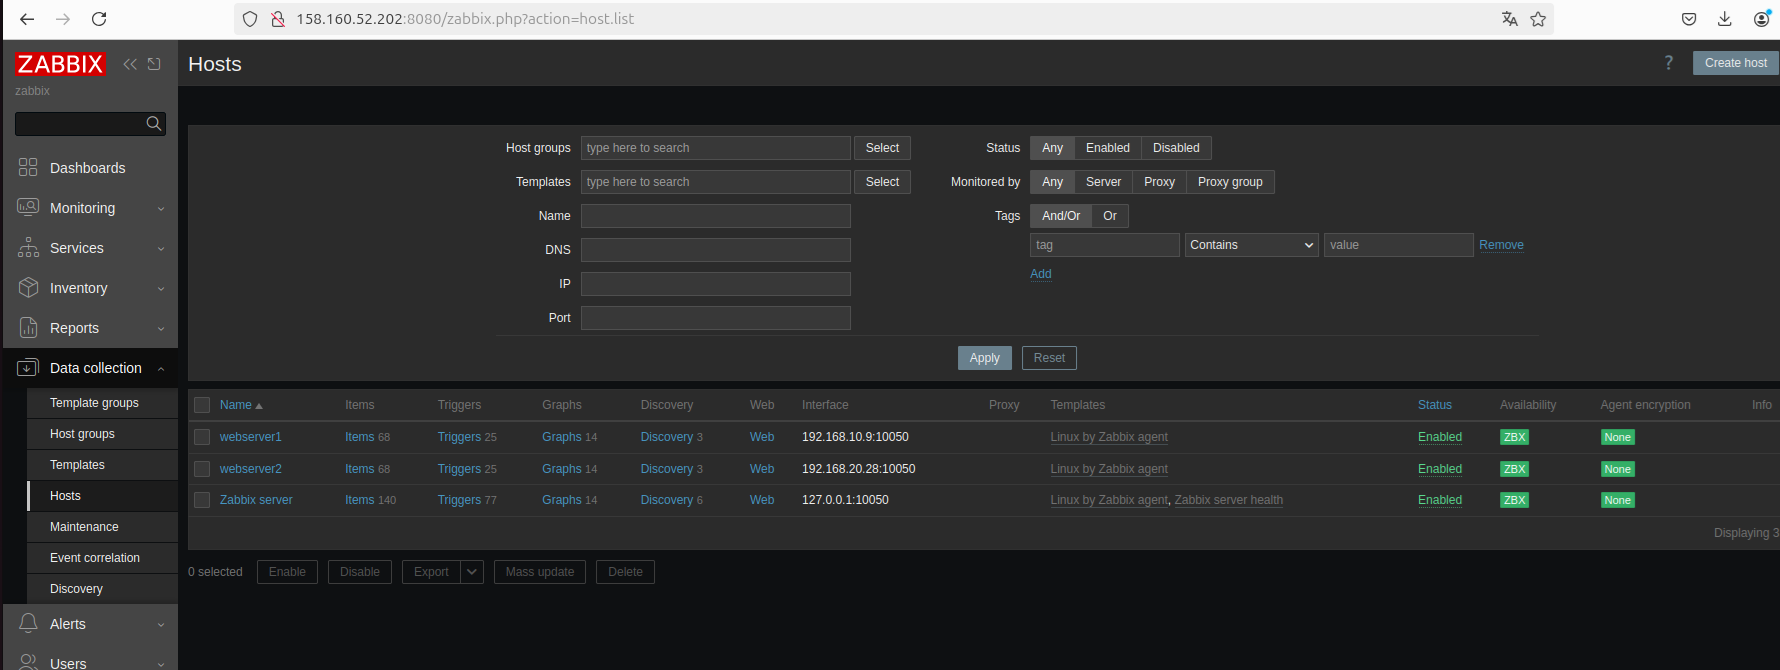 158.160.52.202:8080/zabbix.php?action=host.list
ZABBIX
zabbix
Dashboards
Monitoring
Services
Inventory
Reports
Data collection
Template groups
Host groups
Templates
Hosts
Maintenance
Event correlation
Discovery
Alerts
Users
Hosts
? Create host
Host groups type here to search Select
Templates type here to search Select
Name
DNS
IP
Port
Status Any Enabled Disabled
Monitored by Any Server Proxy Proxy group
Tags And/Or Or
tag Contains value Remove
Add
Apply Reset
Name Items Triggers Graphs Discovery Web Interface Proxy Templates Status Availability Agent encryption Info
webserver1 Items 68 Triggers 25 Graphs 14 Discovery 3 Web 192.168.10.9:10050 Linux by Zabbix agent Enabled ZBX None
webserver2 Items 68 Triggers 25 Graphs 14 Discovery 3 Web 192.168.20.28:10050 Linux by Zabbix agent Enabled ZBX None
Zabbix server Items 140 Triggers 77 Graphs 14 Discovery 6 Web 127.0.0.1:10050 Linux by Zabbix agent, Zabbix server health Enabled ZBX None
Displaying 3
0 selected Enable Disable Export Mass update Delete